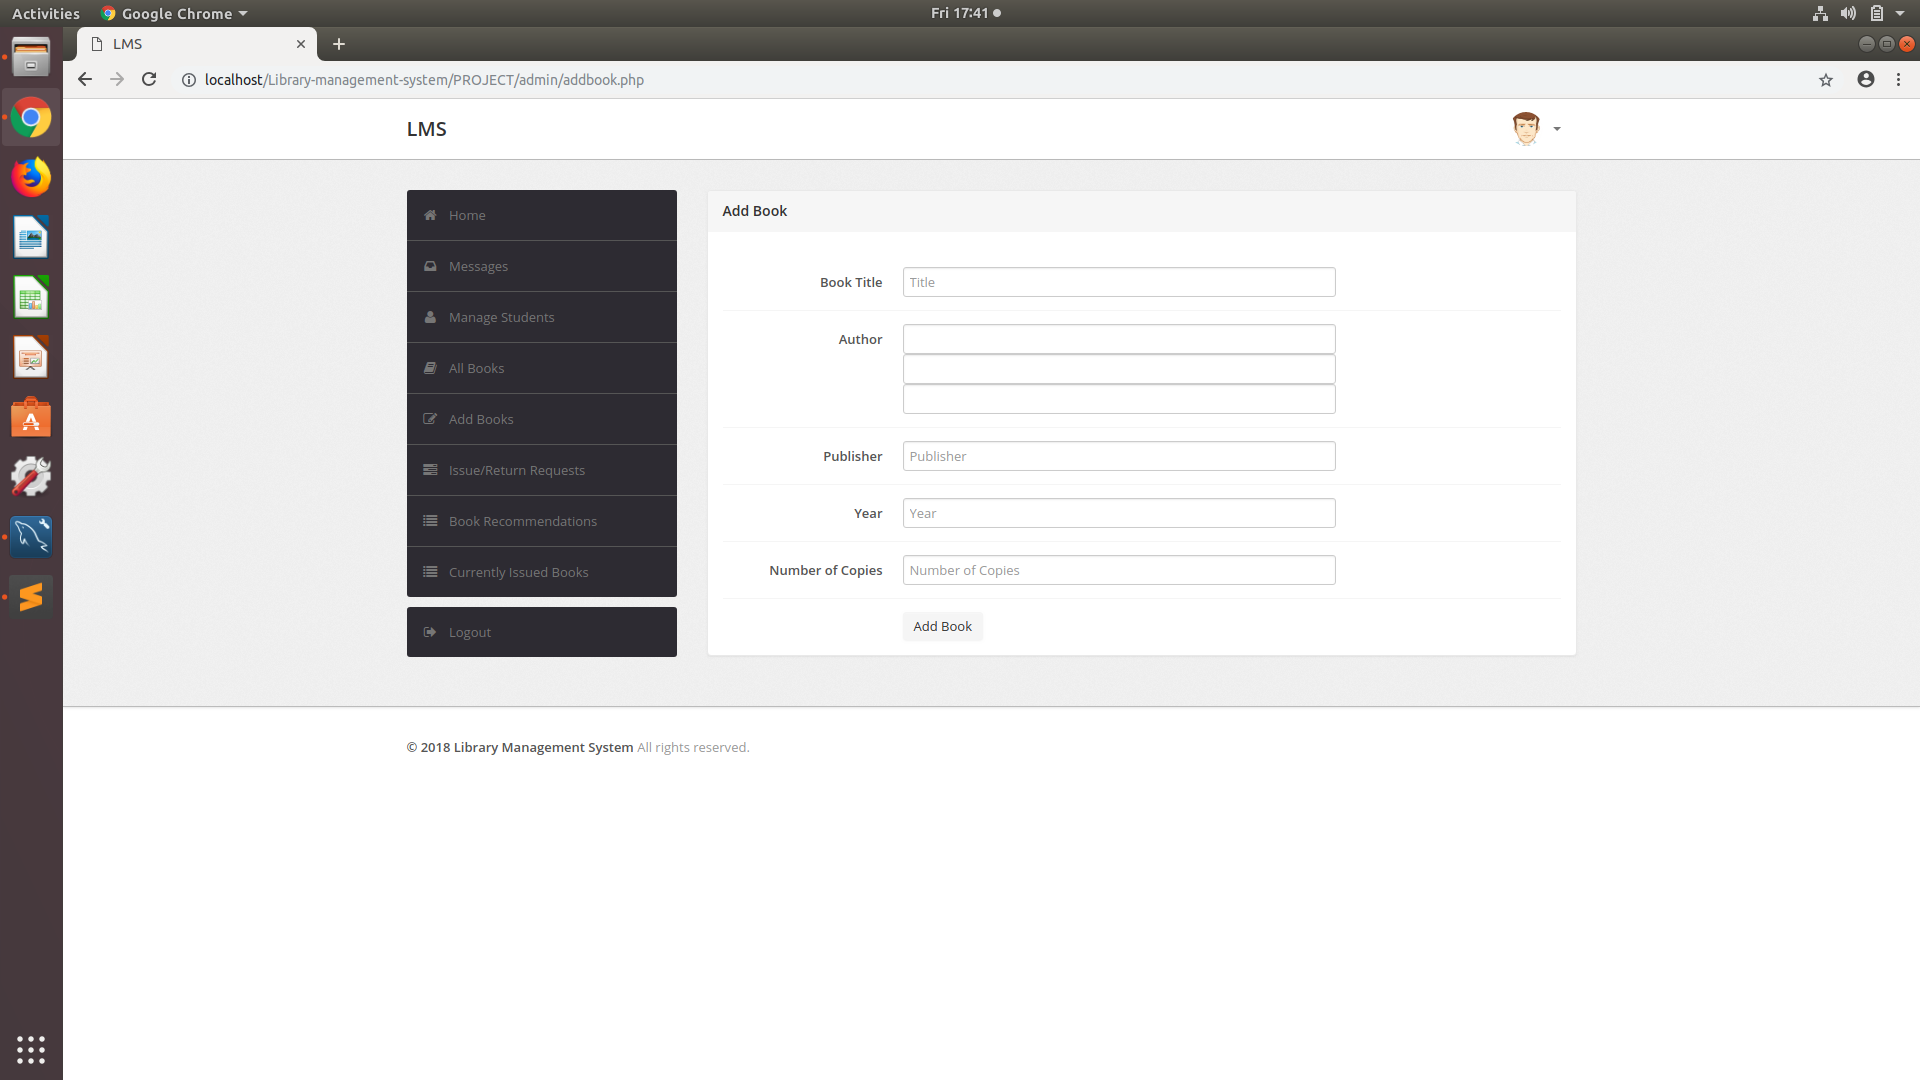 Activities
Google Chrome
Fri 17:41
LMS
localhost/Library-management-system/PROJECT/admin/addbook.php
LMS
Home
Messages
Manage Students
All Books
Add Books
Issue/Return Requests
Book Recommendations
Currently Issued Books
Logout
Add Book
Book Title
Title
Author
Publisher
Publisher
Year
Year
Number of Copies
Number of Copies
Add Book
© 2018 Library Management System All rights reserved.